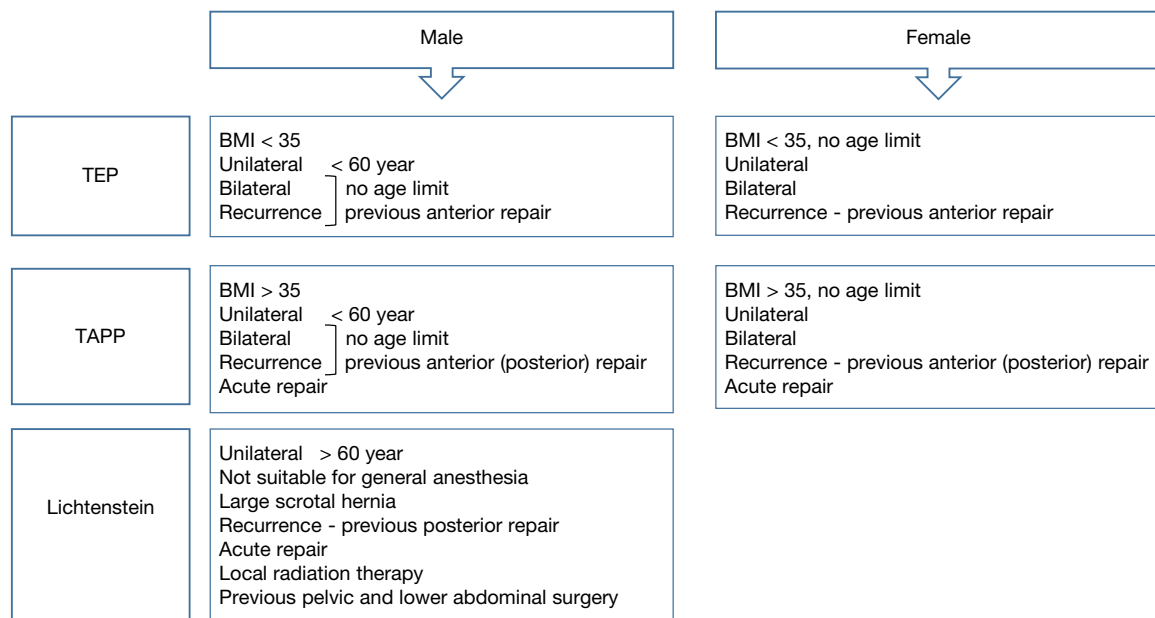 Male
Female
TEP
BMI < 35
Unilateral < 60 year
Bilateral no age limit
Recurrence previous anterior repair
BMI < 35, no age limit
Unilateral
Bilateral
Recurrence - previous anterior repair
TAPP
BMI > 35
Unilateral < 60 year
Bilateral no age limit
Recurrence previous anterior (posterior) repair
Acute repair
BMI > 35, no age limit
Unilateral
Bilateral
Recurrence - previous anterior (posterior) repair
Acute repair
Lichtenstein
Unilateral > 60 year
Not suitable for general anesthesia
Large scrotal hernia
Recurrence - previous posterior repair
Acute repair
Local radiation therapy
Previous pelvic and lower abdominal surgery